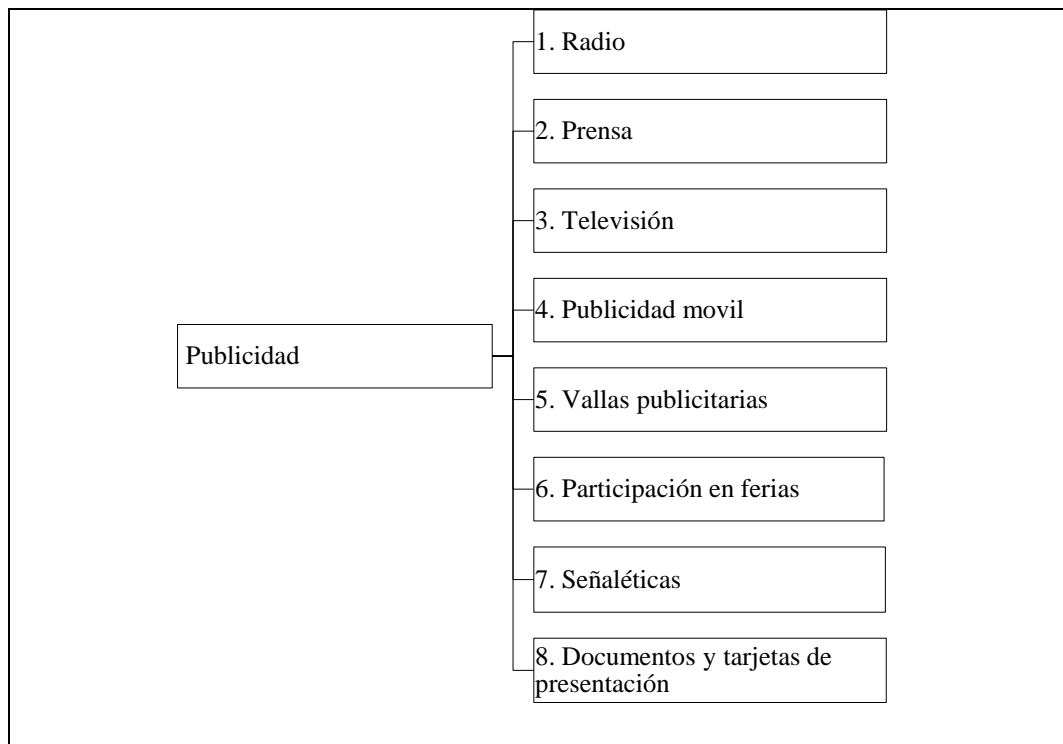 1. Radio
2. Prensa
3. Televisión
4. Publicidad movil
Publicidad
5. Vallas publicitarias
6. Participación en ferias
7. Señaléticas
8. Documentos y tarjetas de
presentación